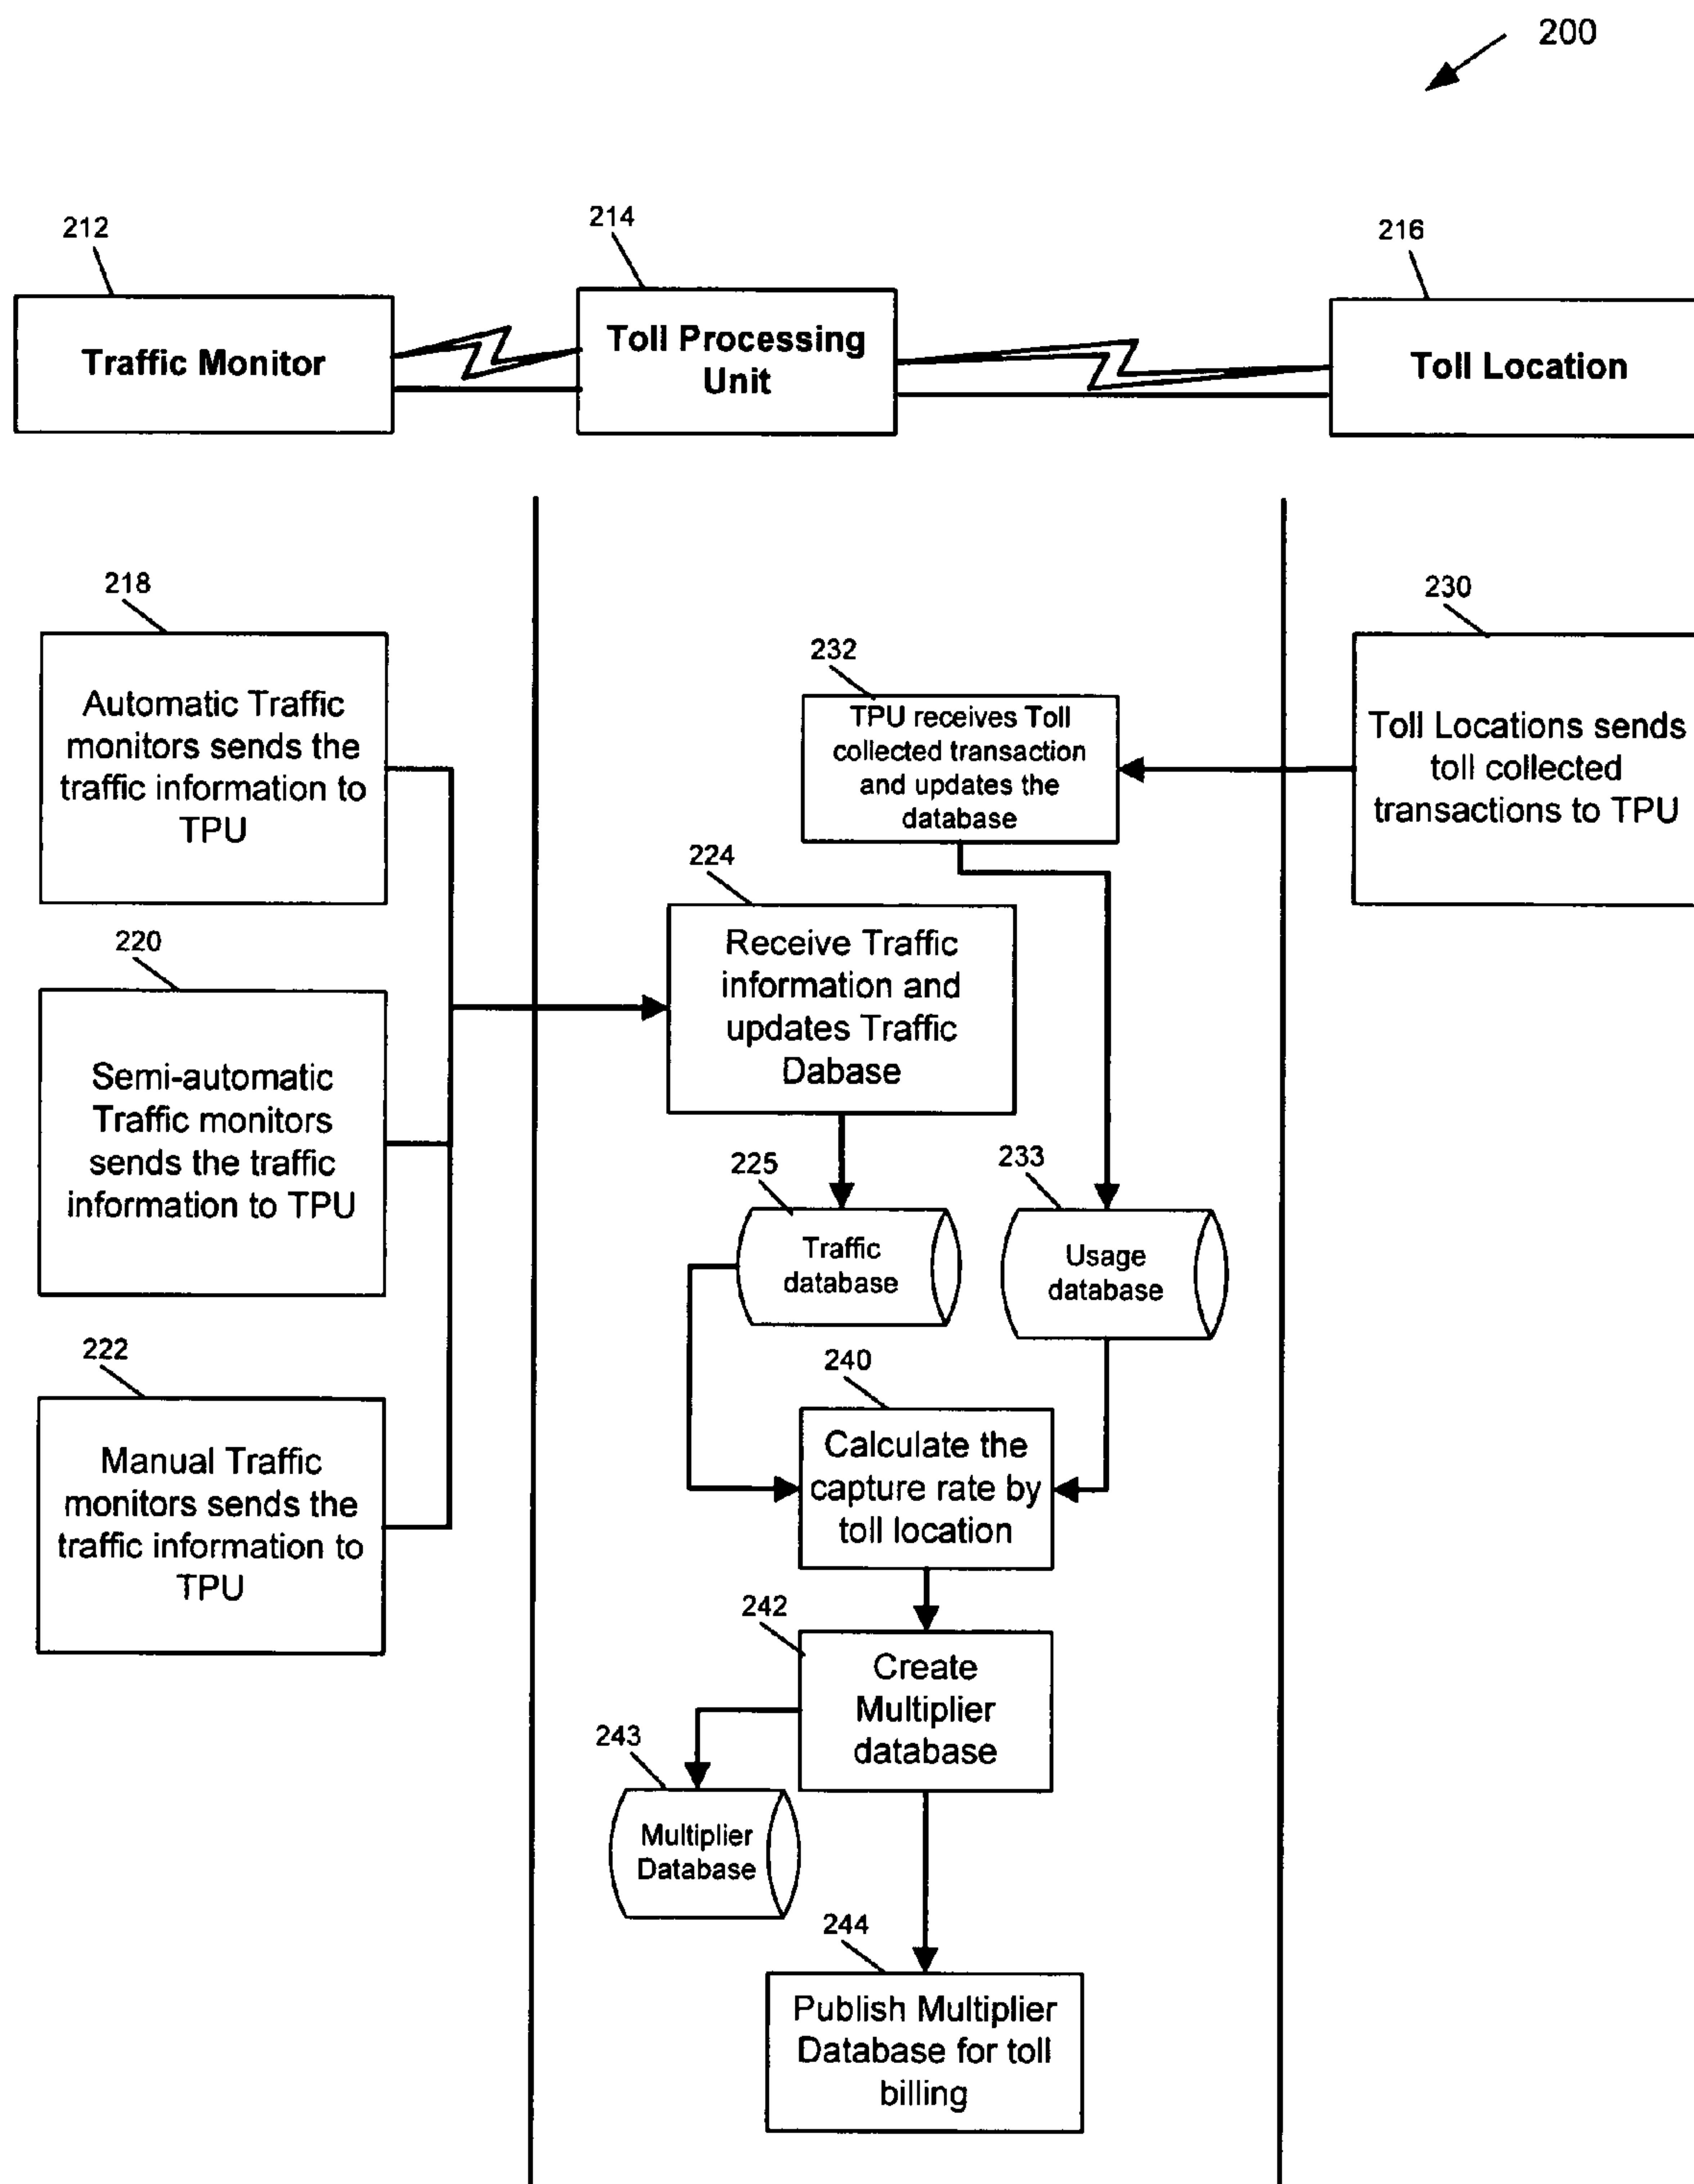 200
212
214
216
Traffic Monitor
Toll Processing
Unit
Toll Location
218
Automatic Traffic
monitors sends the
traffic information to
TPU
220
Semi-automatic
Traffic monitors
sends the traffic
information to TPU
222
Manual Traffic
monitors sends the
traffic information to
TPU
232
TPU receives Toll
collected transaction
and updates the
database
224
Receive Traffic
information and
updates Traffic
Dabase
225
Traffic
database
233
Usage
database
240
Calculate the
capture rate by
toll location
242
Create
Multiplier
database
243
Multiplier
Database
244
Publish Multiplier
Database for toll
billing
230
Toll Locations sends
toll collected
transactions to TPU